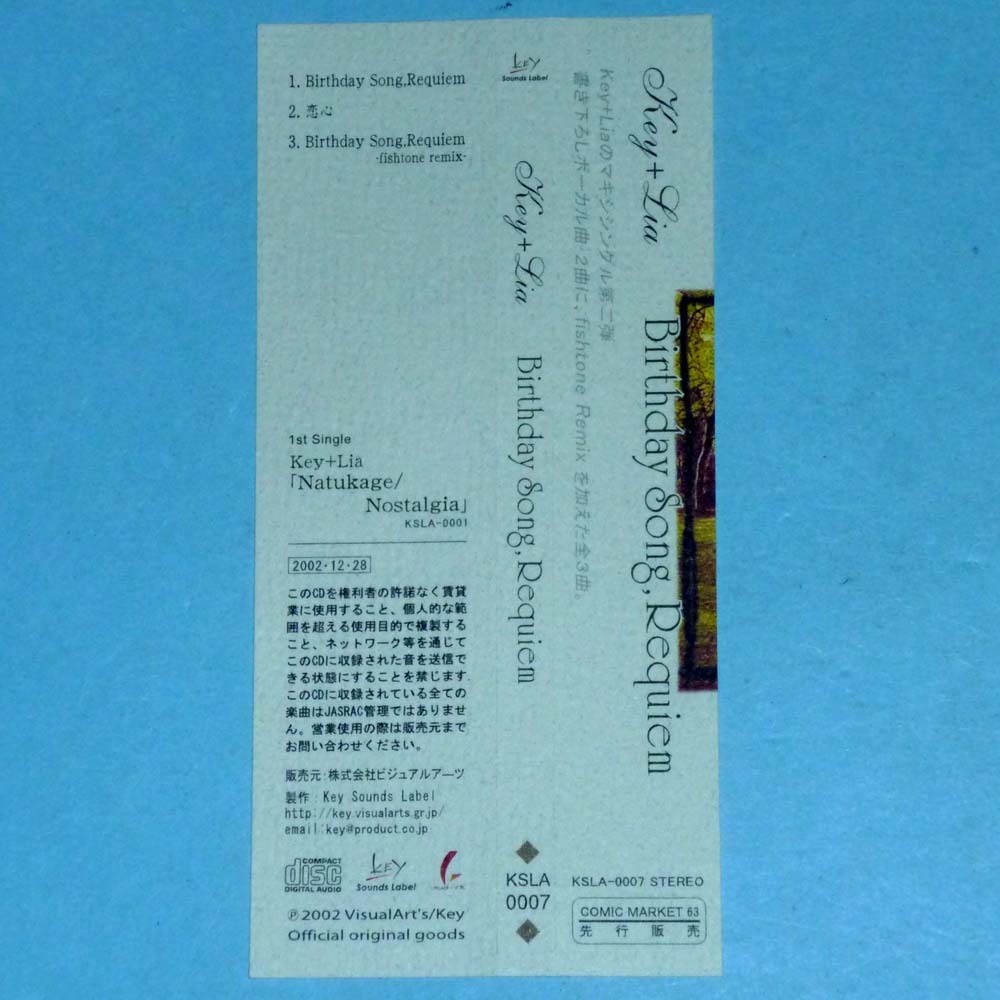 1. Birthday Song,Requiem
2. 恋心
3. Birthday Song,Requiem
-fishtone remix-
1st Single
Key+Lia
「Natukage/
Nostalgia」
KSLA-0001
2002・12・28
このCDを権利者の許諾なく賃貸
業に使用すること、個人的な範
囲を超える使用目的で複製する
こと、ネットワーク等を通じて
このCDに収録された音を送信で
きる状態にすることを禁じます.
このCDに収録されている全ての
楽曲はJASRAC管理ではありませ
ん。営業使用の際は販売元まで
お問い合わせください。
販売元:株式会社ビジュアルアーツ
製作:Key Sounds Label
http://key.visualarts.gr.jp/
email:key@product.co.jp
COMPACT
disc
DIGITAL AUDIO
Key
Sounds Label
℗2002 VisualArt's/Key
Official original goods
Key
Sounds Label
Key+Lia
Birthday Song,Requiem
KSLA
0007
Key+Lia
Birthday Song,Requiem
Key+Liaのマキシシングル第二弾
書き下ろしボーカル曲2曲に、fishtone Remix を加えた全3曲。
KSLA-0007 STEREO
COMIC MARKET 63
先行販売